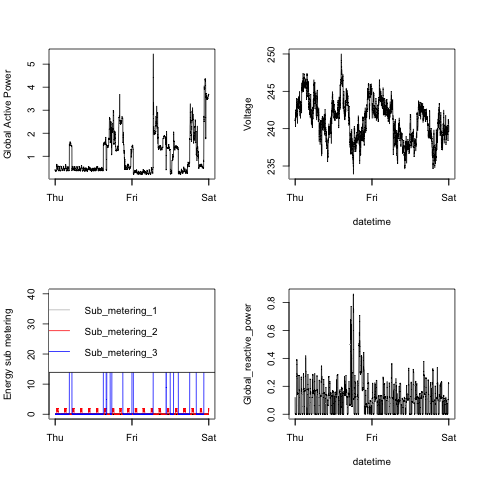 Global Active Power
5
4
3
2
1
Thu Fri Sat
Voltage
250
245
240
235
Thu Fri Sat
datetime
Energy sub metering
40
30
20
10
0
Sub_metering_1
Sub_metering_2
Sub_metering_3
Thu Fri Sat
Global_reactive_power
0.8
0.6
0.4
0.2
0.0
Thu Fri Sat
datetime